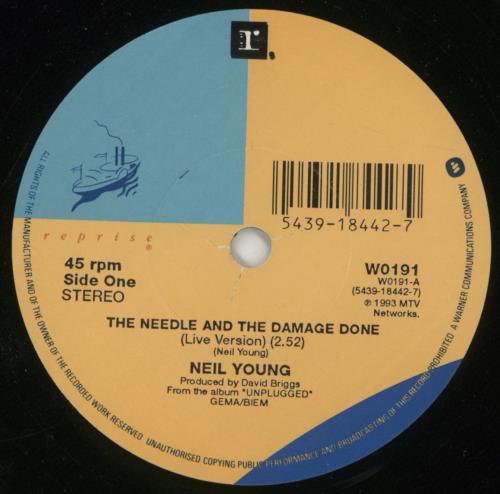 r.
5439-18442-7
reprise
®
45 rpm
Side One
STEREO
W0191
W0191-A
(5439-18442-7)
℗ 1993 MTV
Networks.
THE NEEDLE AND THE DAMAGE DONE
(Live Version) (2.52)
(Neil Young)
NEIL YOUNG
Produced by David Briggs
From the album "UNPLUGGED"
GEMA/BIEM
ALL RIGHTS OF THE MANUFACTURER AND OF THE OWNER OF THE RECORDED WORK RESERVED UNAUTHORISED COPYING PUBLIC PERFORMANCE AND BROADCASTING OF THIS RECORD PROHIBITED A WARNER COMMUNICATIONS COMPANY